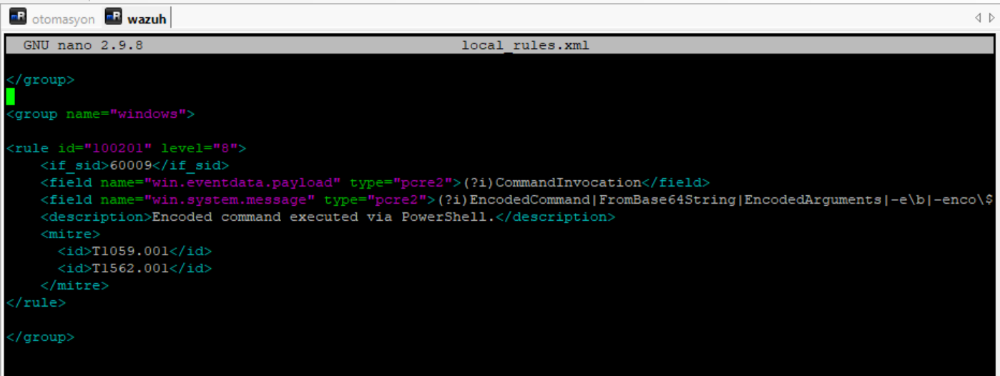 otomasyon wazuh
GNU nano 2.9.8 local_rules.xml
</group>
<group name="windows">
<rule id="100201" level="8">
<if_sid>60009</if_sid>
<field name="win.eventdata.payload" type="pcre2">(?i)CommandInvocation</field>
<field name="win.system.message" type="pcre2">(?i)EncodedCommand|FromBase64String|EncodedArguments|-e\b|-enco\$
<description>Encoded command executed via PowerShell.</description>
<mitre>
<id>T1059.001</id>
<id>T1562.001</id>
</mitre>
</rule>
</group>